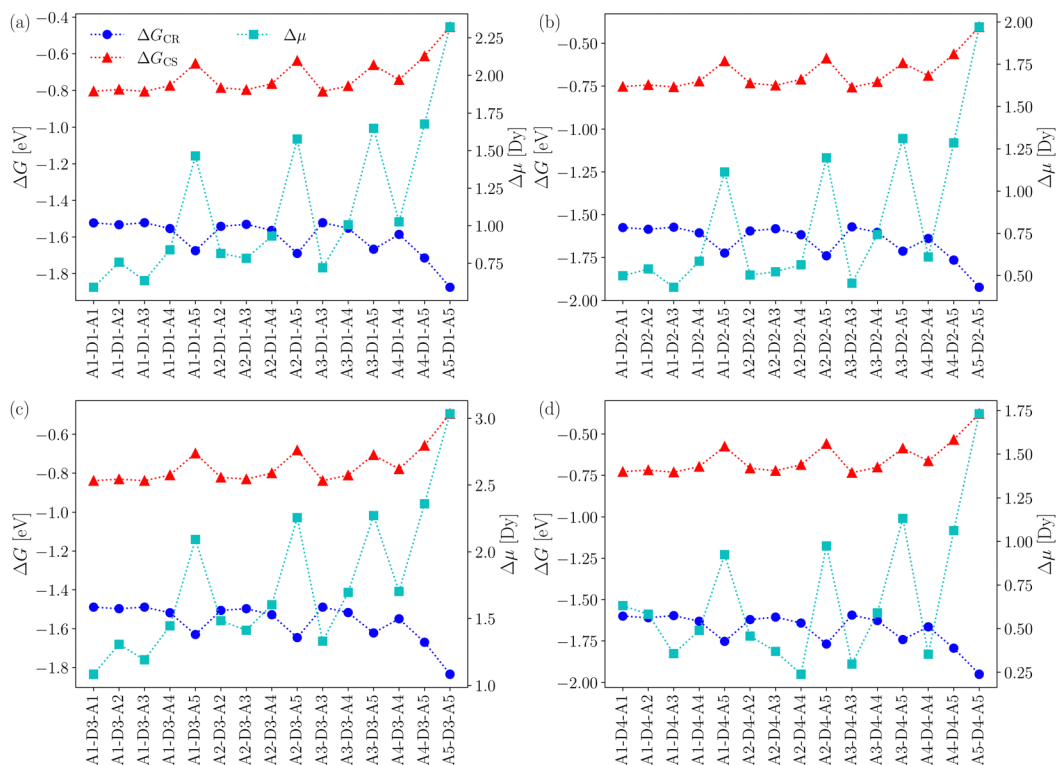 (a)
ΔG_CR
ΔG_CS
Δμ
ΔG [eV]
−0.4
−0.6
−0.8
−1.0
−1.2
−1.4
−1.6
−1.8
Δμ [Dy]
2.25
2.00
1.75
1.50
1.25
1.00
0.75
A1-D1-A1
A1-D1-A2
A1-D1-A3
A1-D1-A4
A1-D1-A5
A2-D1-A2
A2-D1-A3
A2-D1-A4
A2-D1-A5
A3-D1-A3
A3-D1-A4
A3-D1-A5
A4-D1-A4
A4-D1-A5
A5-D1-A5
(b)
ΔG [eV]
−0.50
−0.75
−1.00
−1.25
−1.50
−1.75
−2.00
Δμ [Dy]
2.00
1.75
1.50
1.25
1.00
0.75
0.50
A1-D2-A1
A1-D2-A2
A1-D2-A3
A1-D2-A4
A1-D2-A5
A2-D2-A2
A2-D2-A3
A2-D2-A4
A2-D2-A5
A3-D2-A3
A3-D2-A4
A3-D2-A5
A4-D2-A4
A4-D2-A5
A5-D2-A5
(c)
ΔG [eV]
−0.6
−0.8
−1.0
−1.2
−1.4
−1.6
−1.8
Δμ [Dy]
3.0
2.5
2.0
1.5
1.0
A1-D3-A1
A1-D3-A2
A1-D3-A3
A1-D3-A4
A1-D3-A5
A2-D3-A2
A2-D3-A3
A2-D3-A4
A2-D3-A5
A3-D3-A3
A3-D3-A4
A3-D3-A5
A4-D3-A4
A4-D3-A5
A5-D3-A5
(d)
ΔG [eV]
−0.50
−0.75
−1.00
−1.25
−1.50
−1.75
−2.00
Δμ [Dy]
1.75
1.50
1.25
1.00
0.75
0.50
0.25
A1-D4-A1
A1-D4-A2
A1-D4-A3
A1-D4-A4
A1-D4-A5
A2-D4-A2
A2-D4-A3
A2-D4-A4
A2-D4-A5
A3-D4-A3
A3-D4-A4
A3-D4-A5
A4-D4-A4
A4-D4-A5
A5-D4-A5